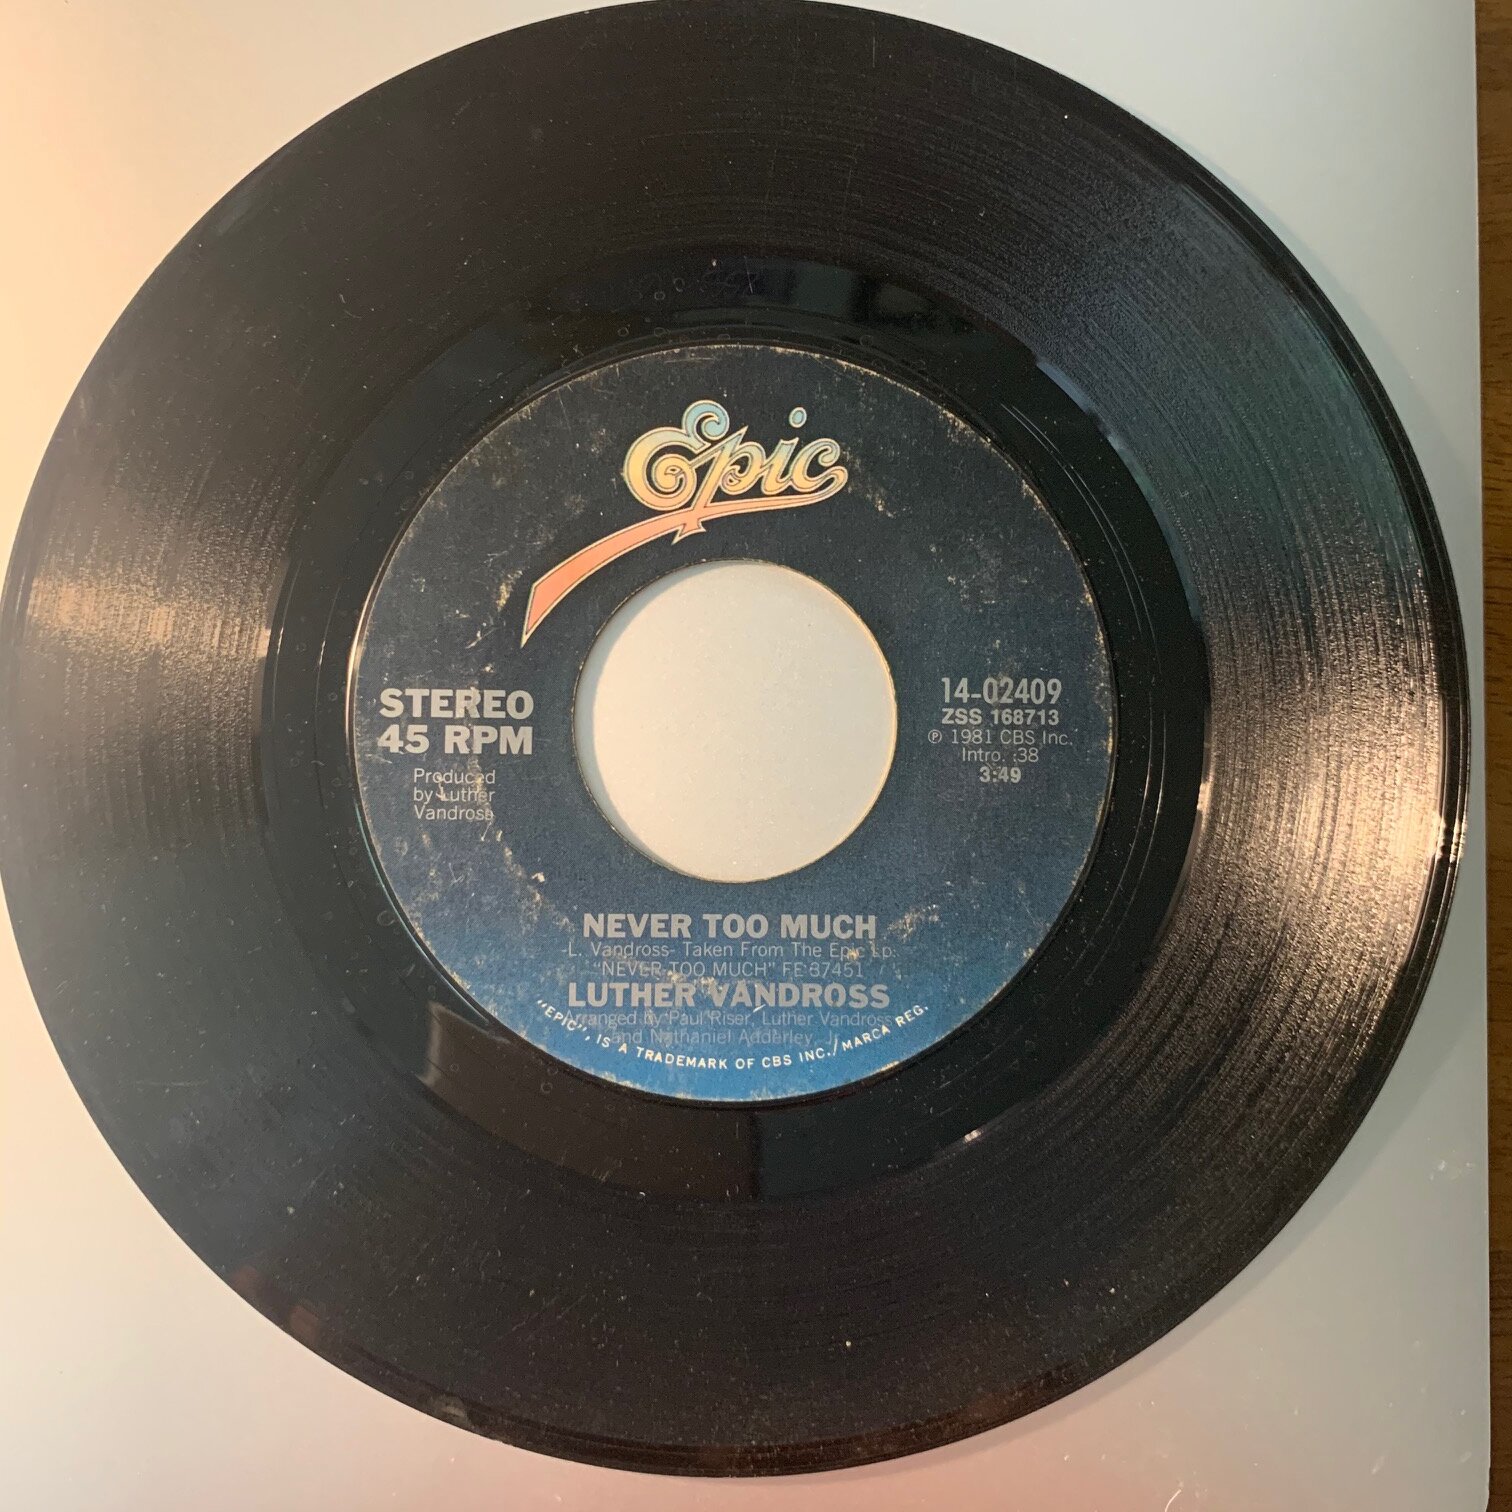 Epic
STEREO
45 RPM
Produced
by Luther
Vandross
14-02409
ZSS 168713
℗ 1981 CBS Inc.
Intro. :38
3:49
NEVER TOO MUCH
-L. Vandross- Taken From The Epic Lp:
"NEVER TOO MUCH" FE 37451
LUTHER VANDROSS
Arranged by Paul Riser, Luther Vandross
and Nathaniel Adderley, Jr.
"EPIC", IS A TRADEMARK OF CBS INC./MARCA REG.